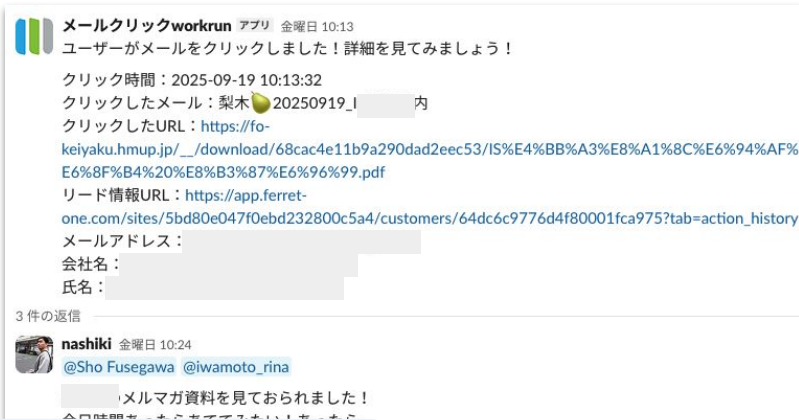 メールクリックworkrun アプリ 金曜日 10:13
ユーザーがメールをクリックしました！詳細を見てみましょう！
クリック時間：2025-09-19 10:13:32
クリックしたメール：梨木🍐20250919_I 内
クリックしたURL：https://fo-
keiyaku.hmup.jp/__/download/68cac4e11b9a290dad2eec53/IS%E4%BB%A3%E8%A1%8C%E6%94%AF%
E6%8F%B4%20%E8%B3%87%E6%96%99.pdf
リード情報URL：https://app.ferret-
one.com/sites/5bd80e047f0ebd232800c5a4/customers/64dc6c9776d4f80001fca975?tab=action_history
メールアドレス：
会社名：
氏名：
3 件の返信
nashiki 金曜日 10:24
@Sho Fusegawa @iwamoto_rina
メルマガ資料を見ておられました！